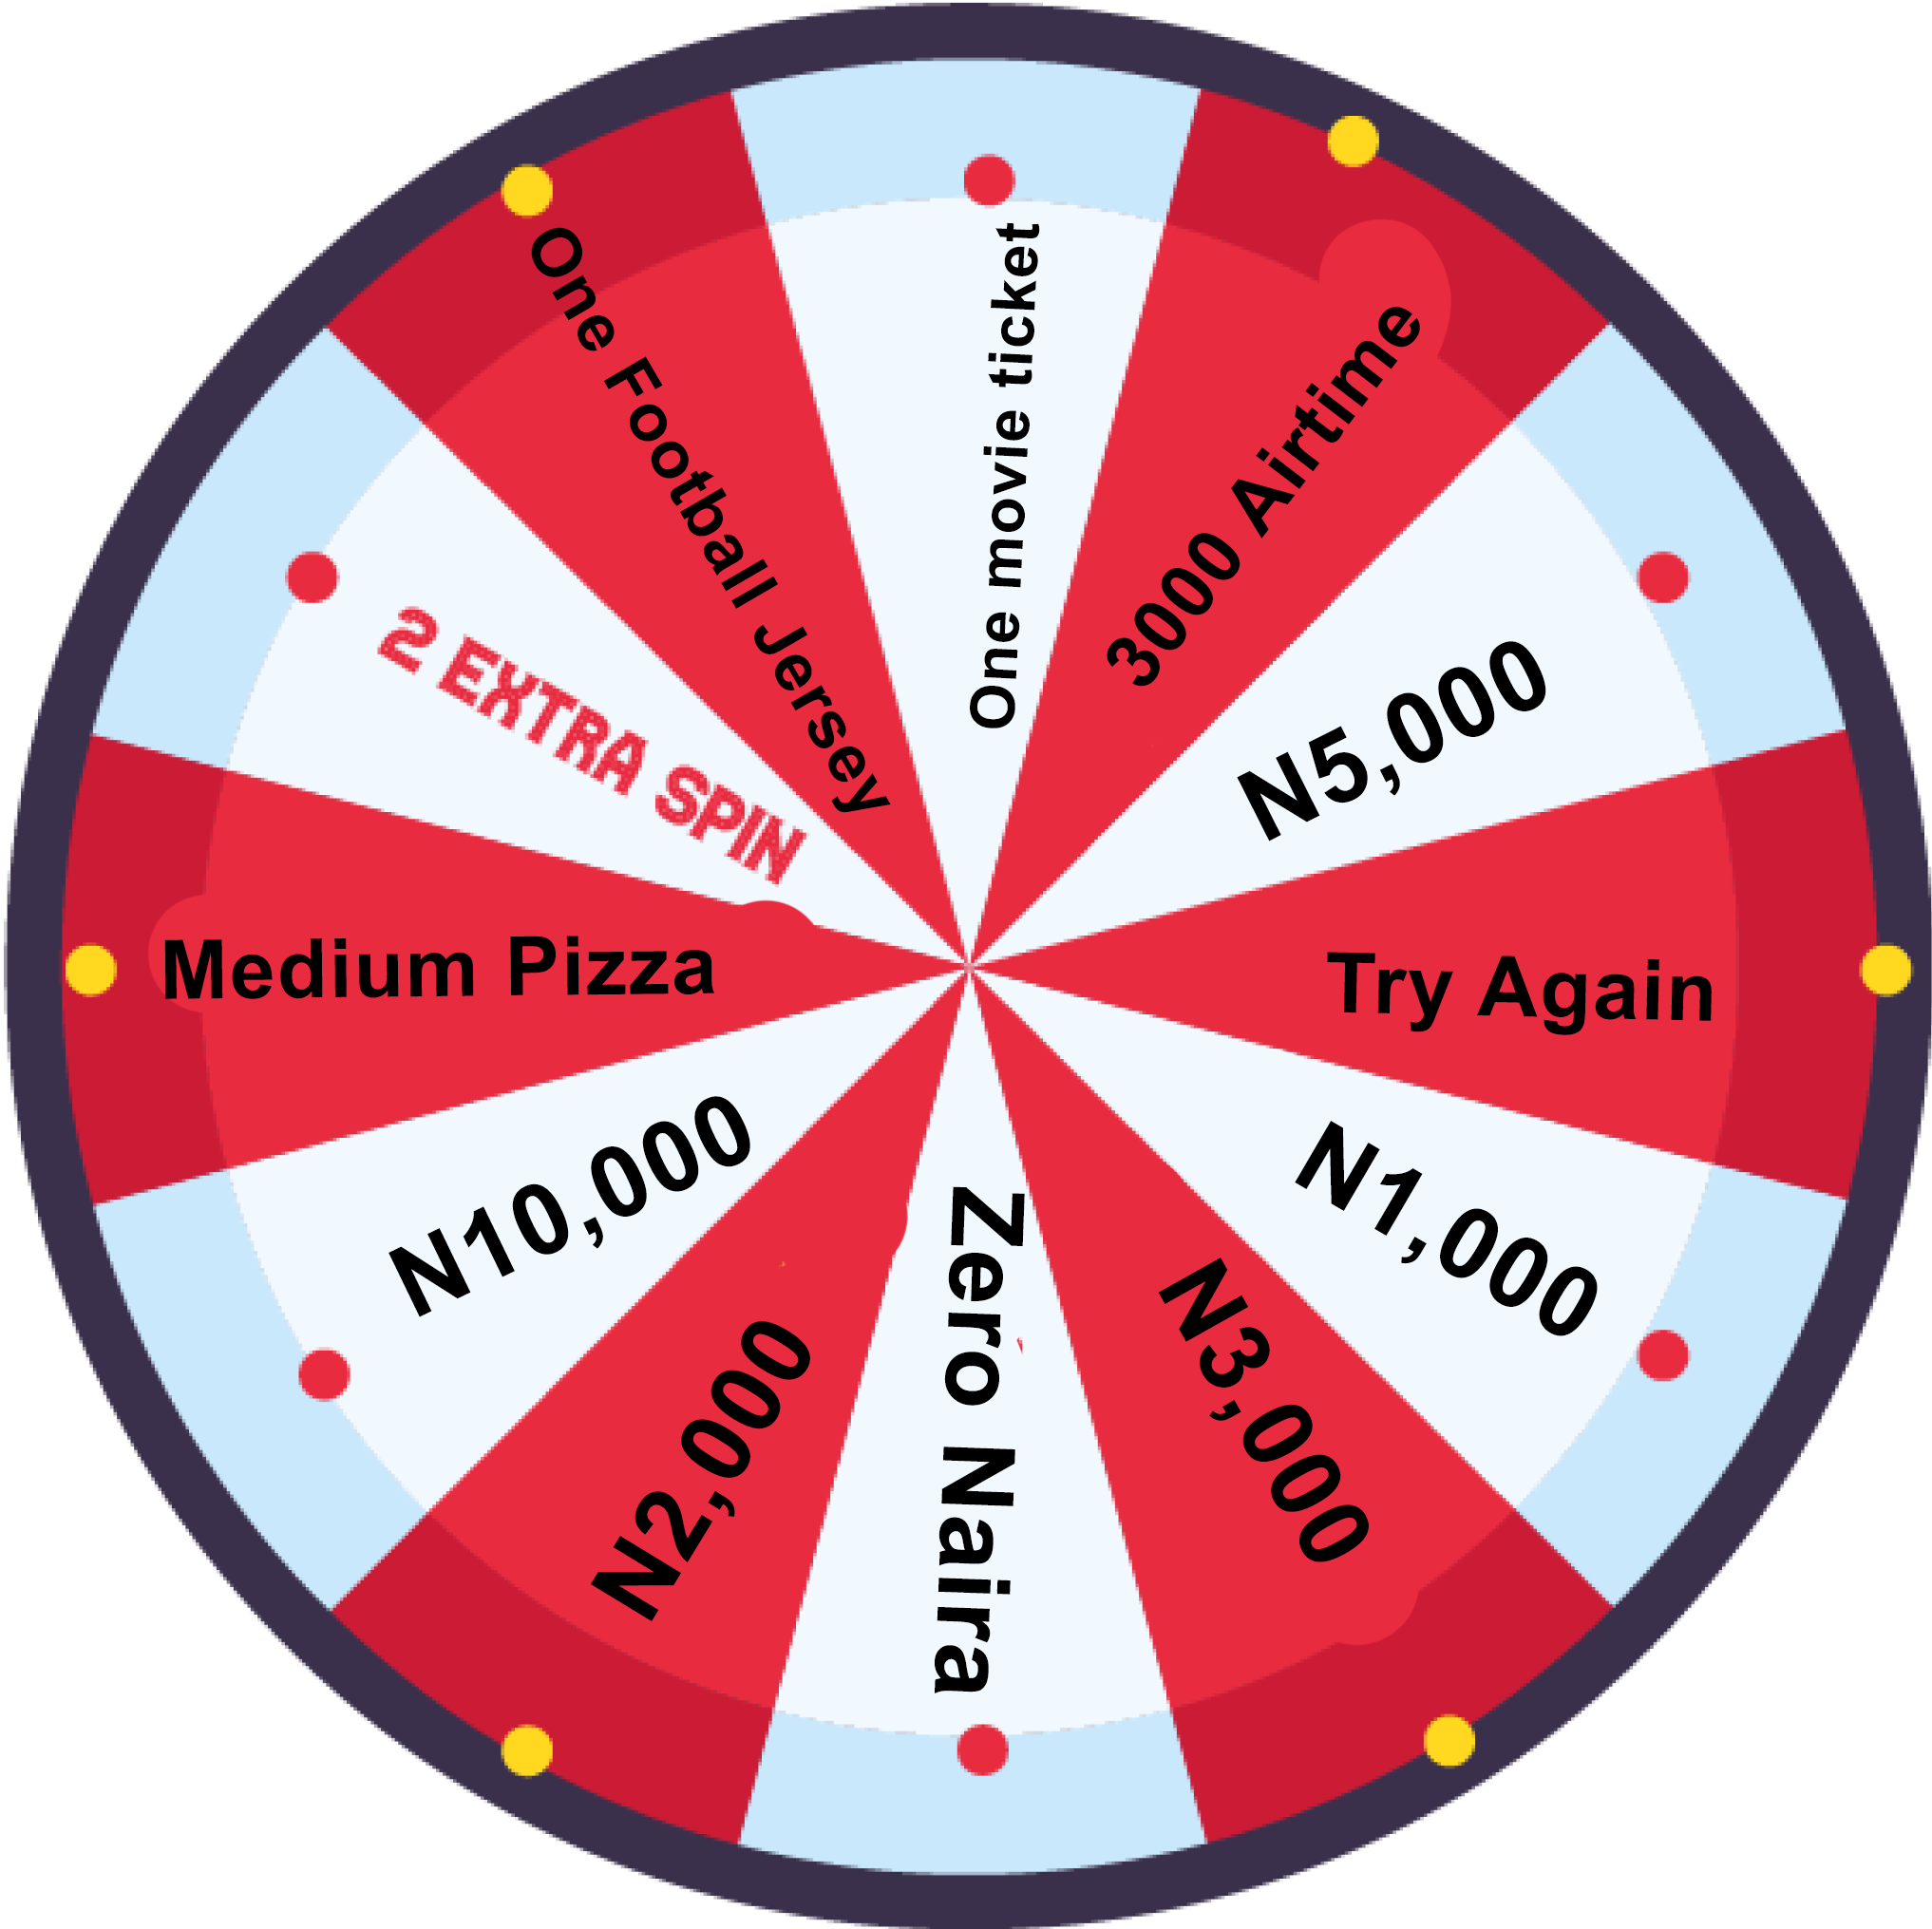 One movie ticket
3000 Airtime
N5,000
Try Again
N1,000
N3,000
Zero Naira
N2,000
N10,000
Medium Pizza
2 EXTRA SPIN
One Football Jersey